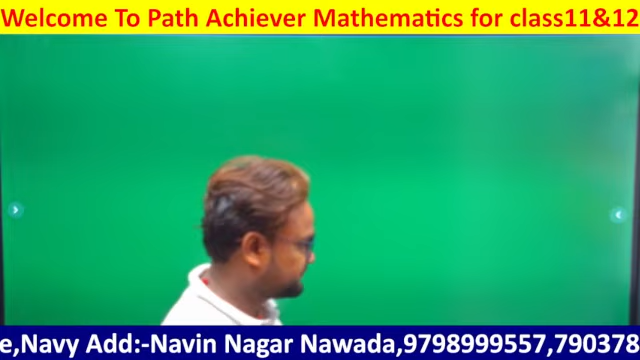 Welcome To Path Achiever Mathematics for class11&12
e,Navy Add:-Navin Nagar Nawada,9798999557,790378